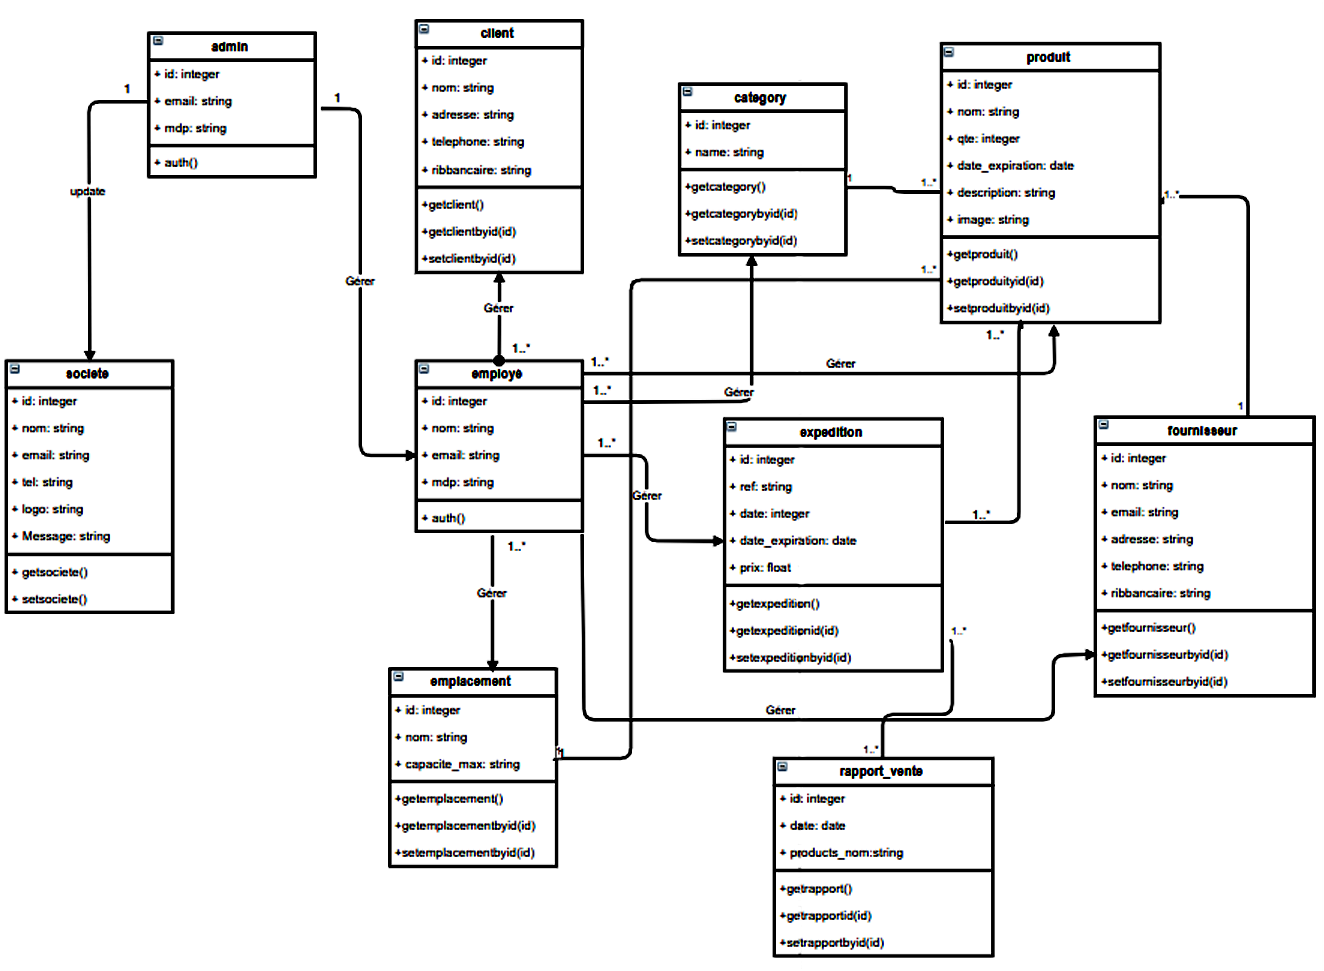 admin
+ id: integer
+ email: string
+ mdp: string
+ auth()
1
1
update
Gérer
client
+ id: integer
+ nom: string
+ adresse: string
+ telephone: string
+ ribbancaire: string
+getclient()
+getclientbyid(id)
+setclientbyid(id)
Gérer
1..*
category
+ id: integer
+ name: string
+getcategory()
+getcategorybyid(id)
+setcategorybyid(id)
1
1..*
1..*
produit
+ id: integer
+ nom: string
+ qte: integer
+ date_expiration: date
+ description: string
+ image: string
+getproduit()
+getproduityid(id)
+setproduitbyid(id)
1..*
1..*
1
societe
+ id: integer
+ nom: string
+ email: string
+ tel: string
+ logo: string
+ Message: string
+ getsociete()
+ setsociete()
employé
+ id: integer
+ nom: string
+ email: string
+ mdp: string
+ auth()
1..*
Gérer
1..*
Gérer
1..*
Gérer
1..*
Gérer
expedition
+ id: integer
+ ref: string
+ date: integer
+ date_expiration: date
+ prix: float
+getexpedition()
+getexpeditionid(id)
+setexpeditionbyid(id)
1..*
1..*
fournisseur
+ id: integer
+ nom: string
+ email: string
+ adresse: string
+ telephone: string
+ ribbancaire: string
+getfournisseur()
+getfournisseurbyid(id)
+setfournisseurbyid(id)
emplacement
+ id: integer
+ nom: string
+ capacite_max: string
+getemplacement()
+getemplacementbyid(id)
+setemplacementbyid(id)
1
Gérer
1..*
rapport_vente
+ id: integer
+ date: date
+ products_nom:string
+getrapport()
+getrapportid(id)
+setrapportbyid(id)